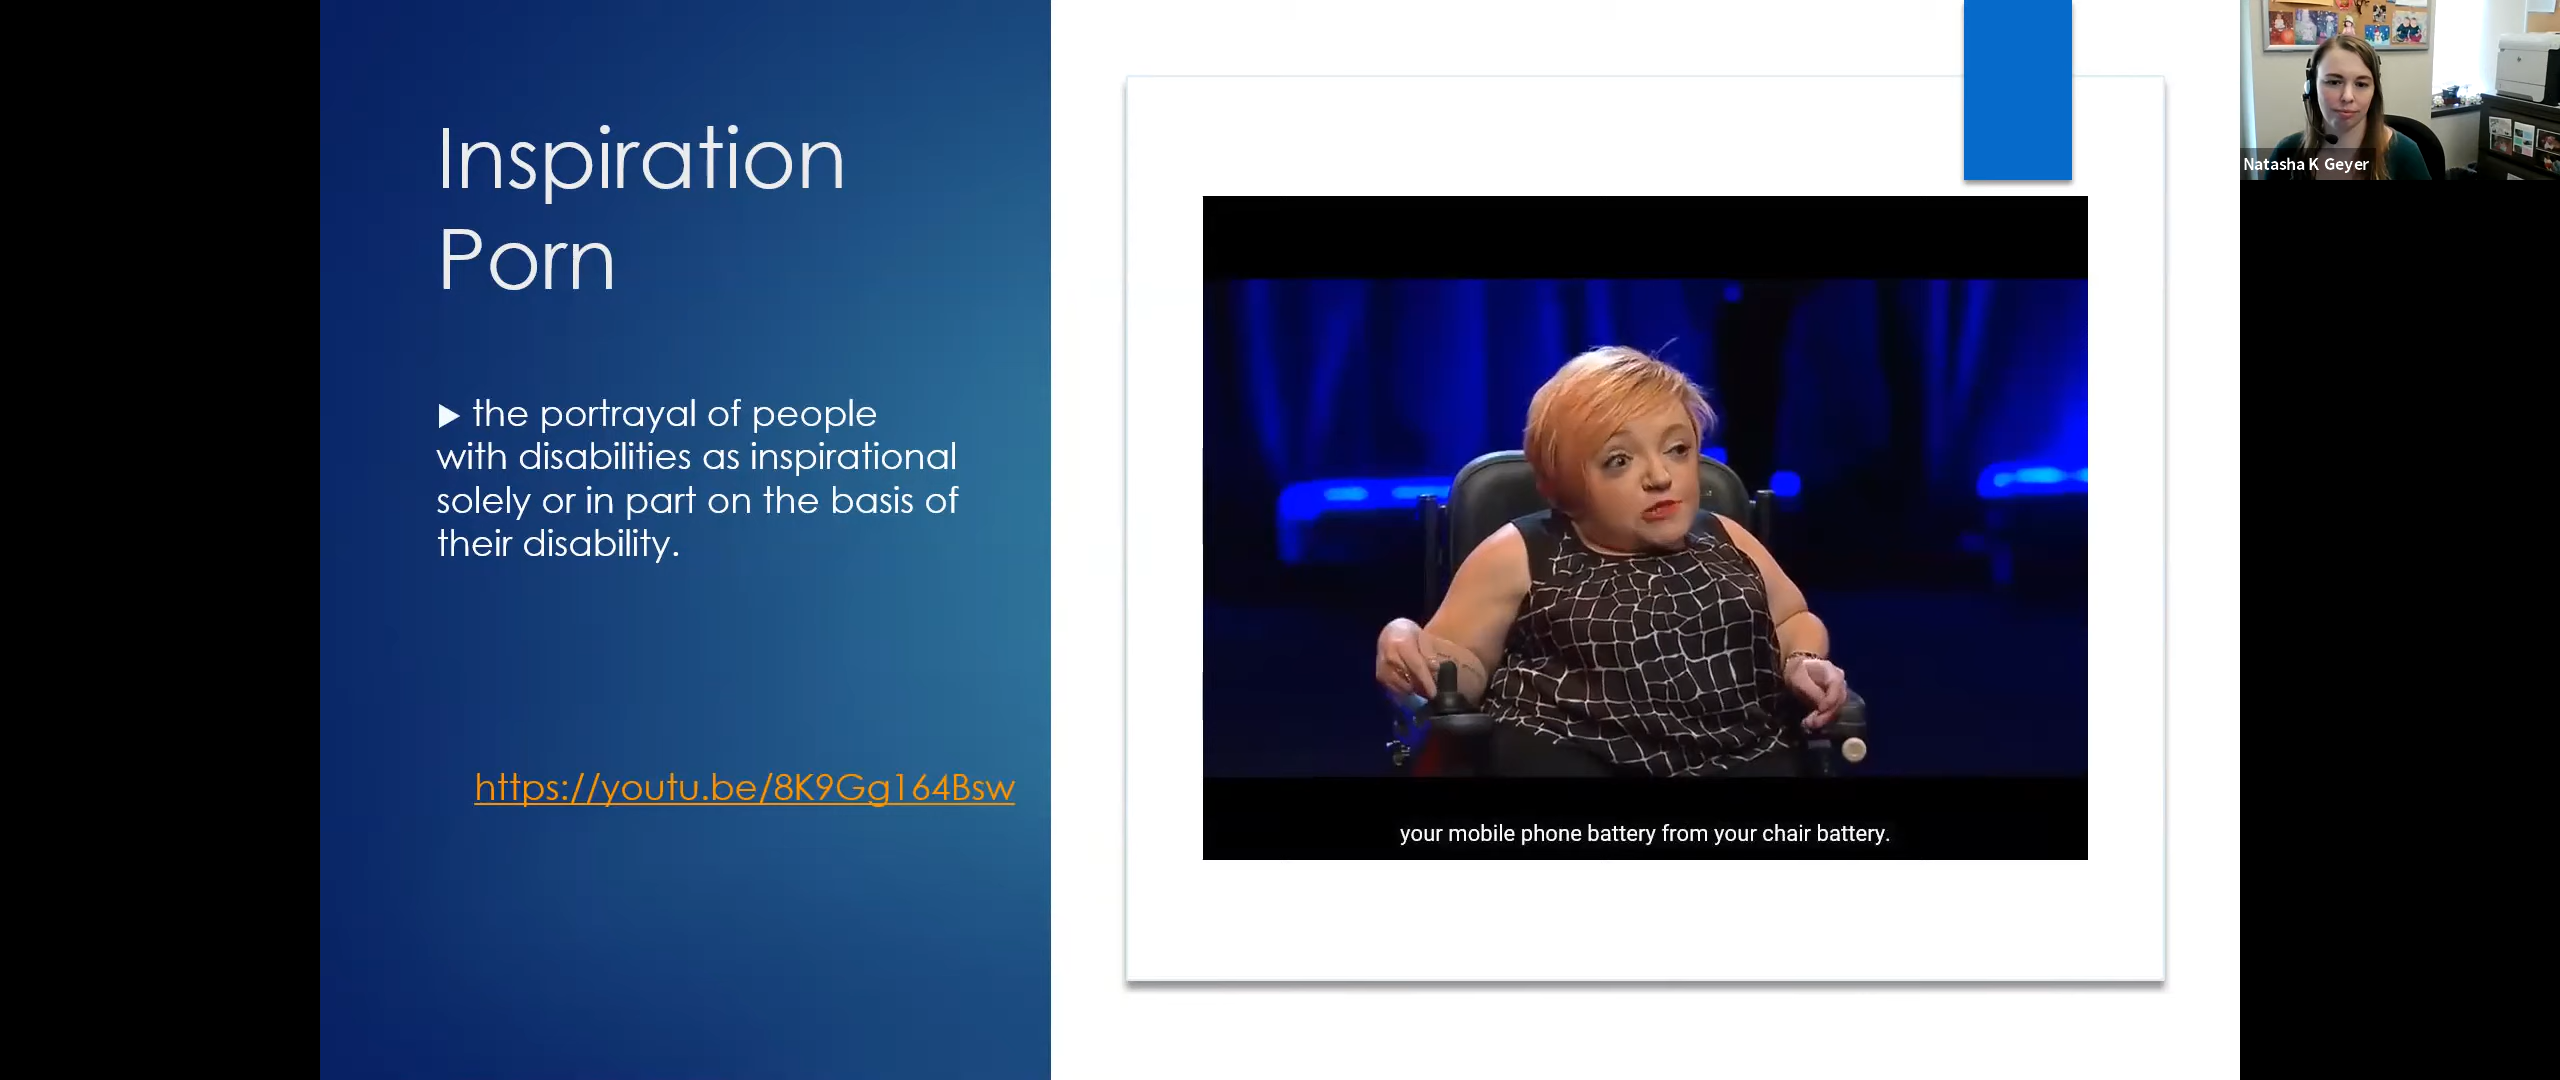 Inspiration
Porn
▶ the portrayal of people
with disabilities as inspirational
solely or in part on the basis of
their disability.
https://youtu.be/8K9Gg164Bsw
your mobile phone battery from your chair battery.
Natasha K Geyer